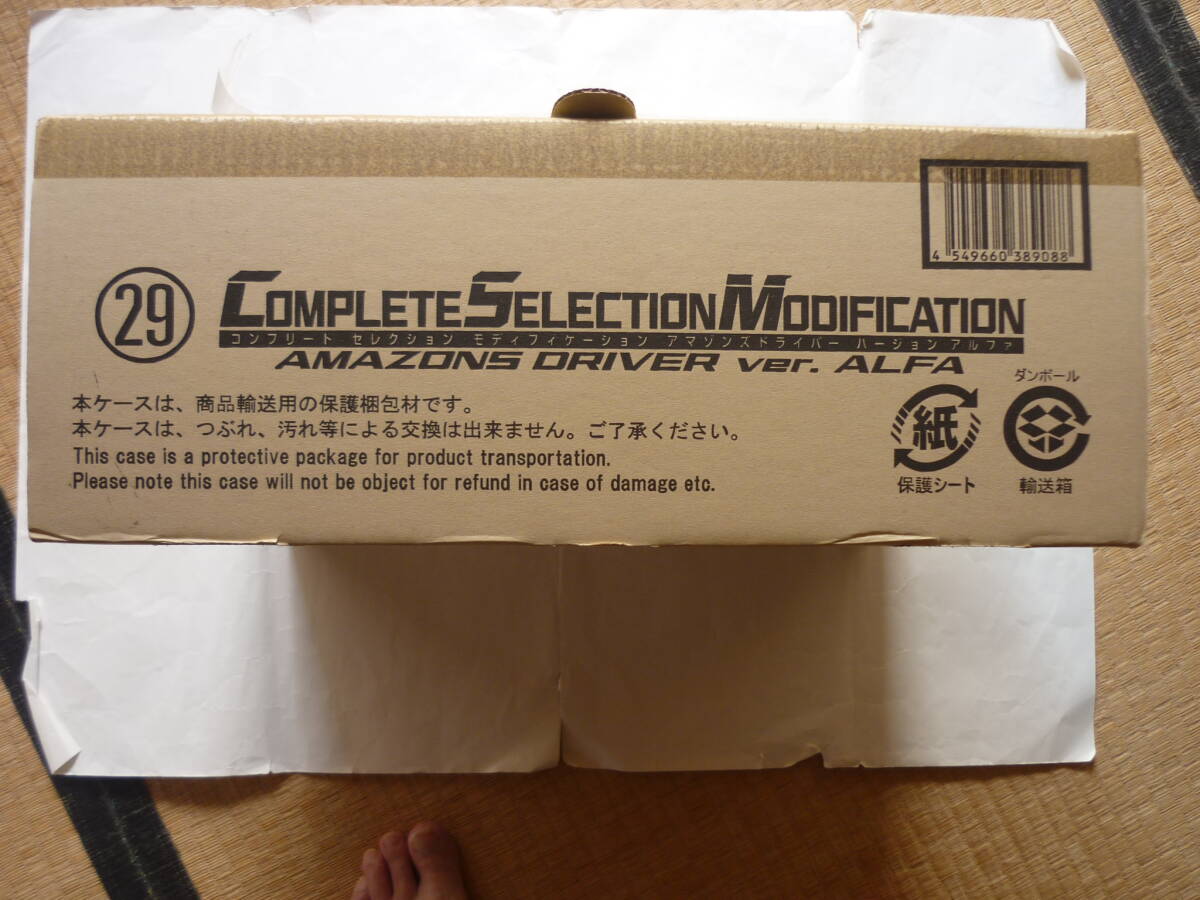 4 549660 389088
29
COMPLETE SELECTION MODIFICATION
コンプリート セレクション モディフィケーション アマゾンズドライバー バージョン アルファ
AMAZONS DRIVER ver. ALFA
本ケースは、商品輸送用の保護梱包材です。
本ケースは、つぶれ、汚れ等による交換は出来ません。ご了承ください。
This case is a protective package for product transportation.
Please note this case will not be object for refund in case of damage etc.
紙
保護シート
ダンボール
輸送箱